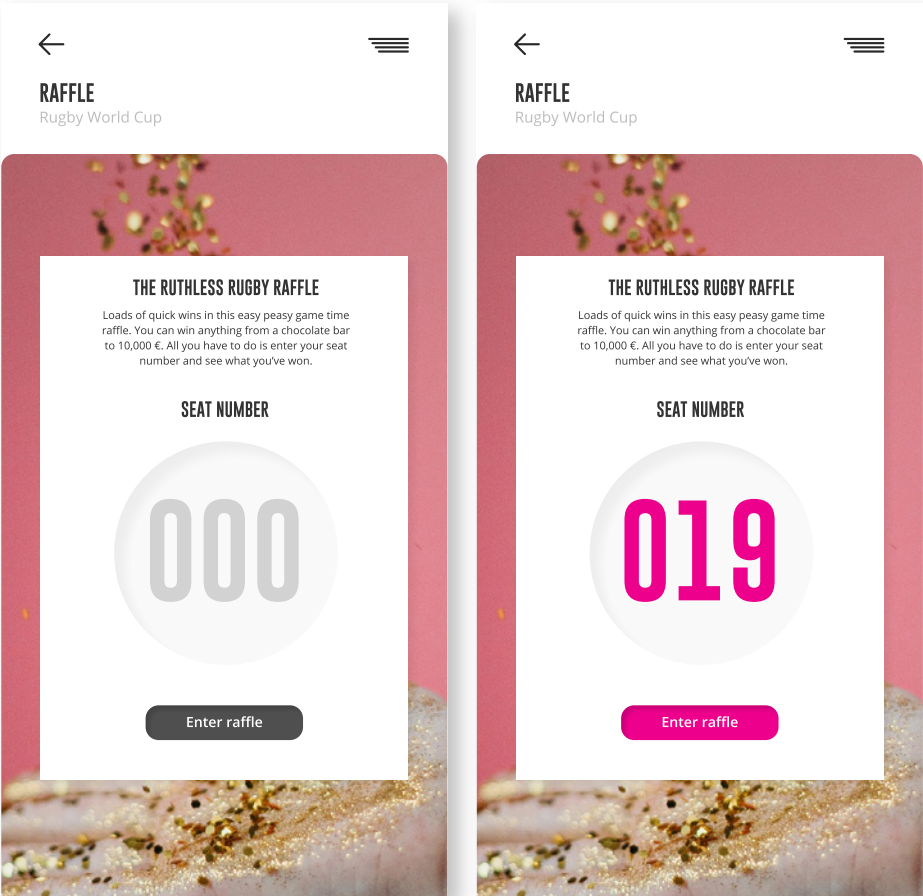 RAFFLE
Rugby World Cup
THE RUTHLESS RUGBY RAFFLE
Loads of quick wins in this easy peasy game time
raffle. You can win anything from a chocolate bar
to 10,000 €. All you have to do is enter your seat
number and see what you’ve won.
SEAT NUMBER
000
Enter raffle
RAFFLE
Rugby World Cup
THE RUTHLESS RUGBY RAFFLE
Loads of quick wins in this easy peasy game time
raffle. You can win anything from a chocolate bar
to 10,000 €. All you have to do is enter your seat
number and see what you’ve won.
SEAT NUMBER
019
Enter raffle